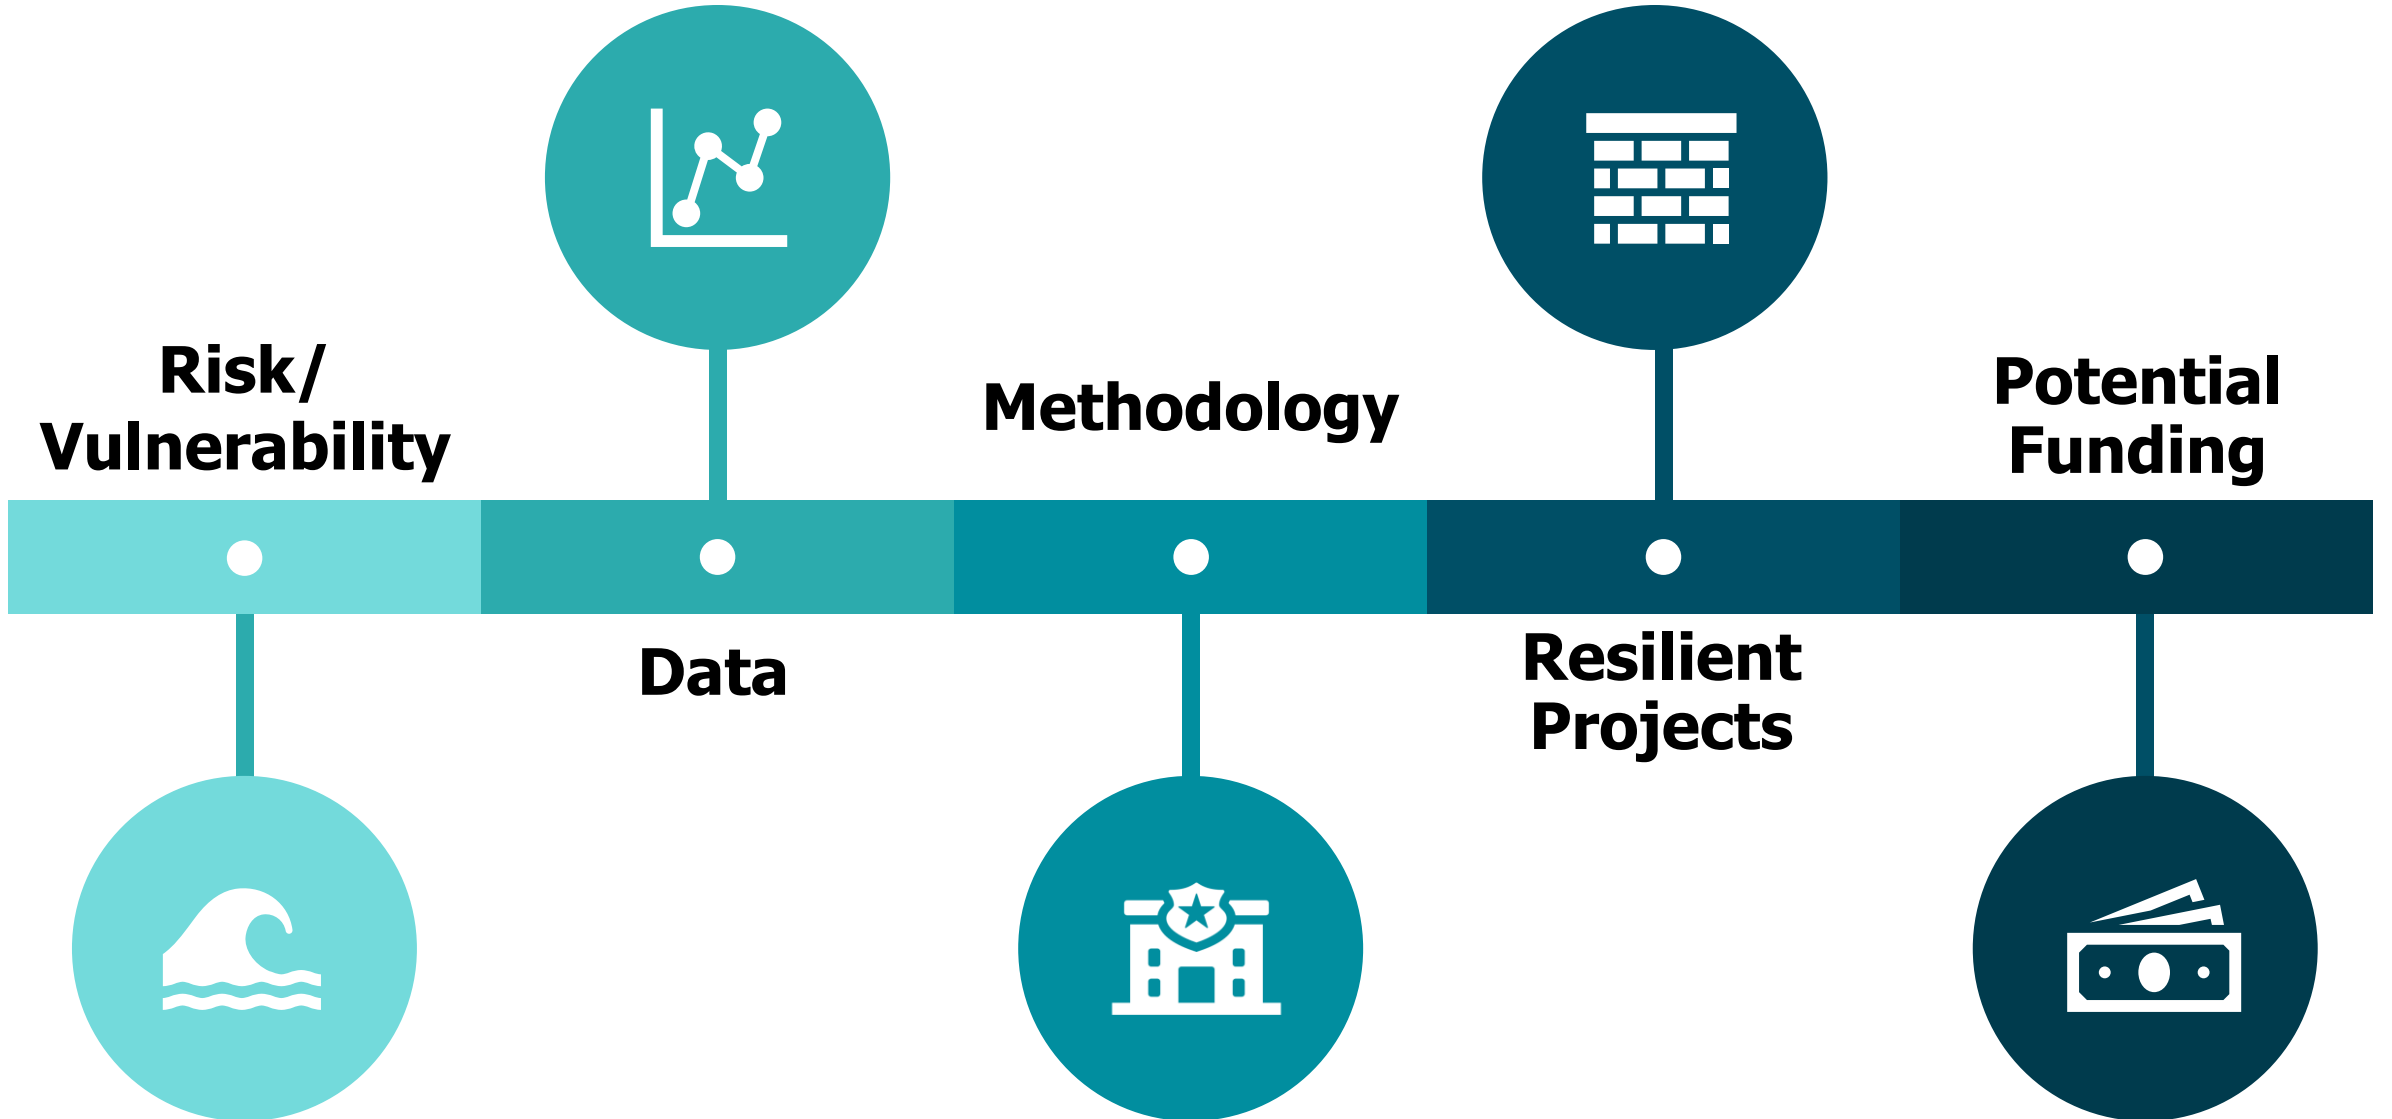 Risk/
Vulnerability
Data
Methodology
Resilient
Projects
Potential
Funding